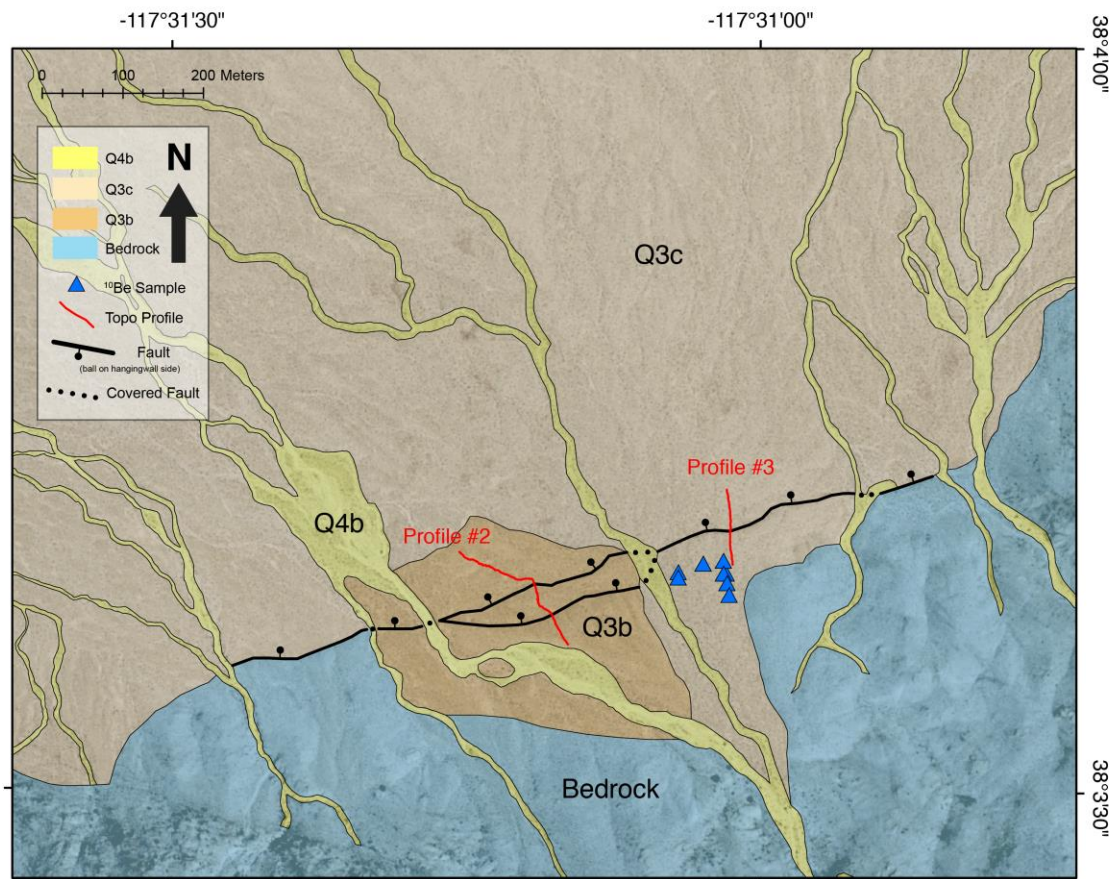 -117°31'30"
-117°31'00"
38°4'00"
0 100 200 Meters
N
Q4b
Q3c
Q3b
Bedrock
¹⁰Be Sample
Topo Profile
Fault
(ball on hangingwall side)
Covered Fault
Q3c
Profile #3
Q4b
Profile #2
Q3b
Bedrock
38°3'30"